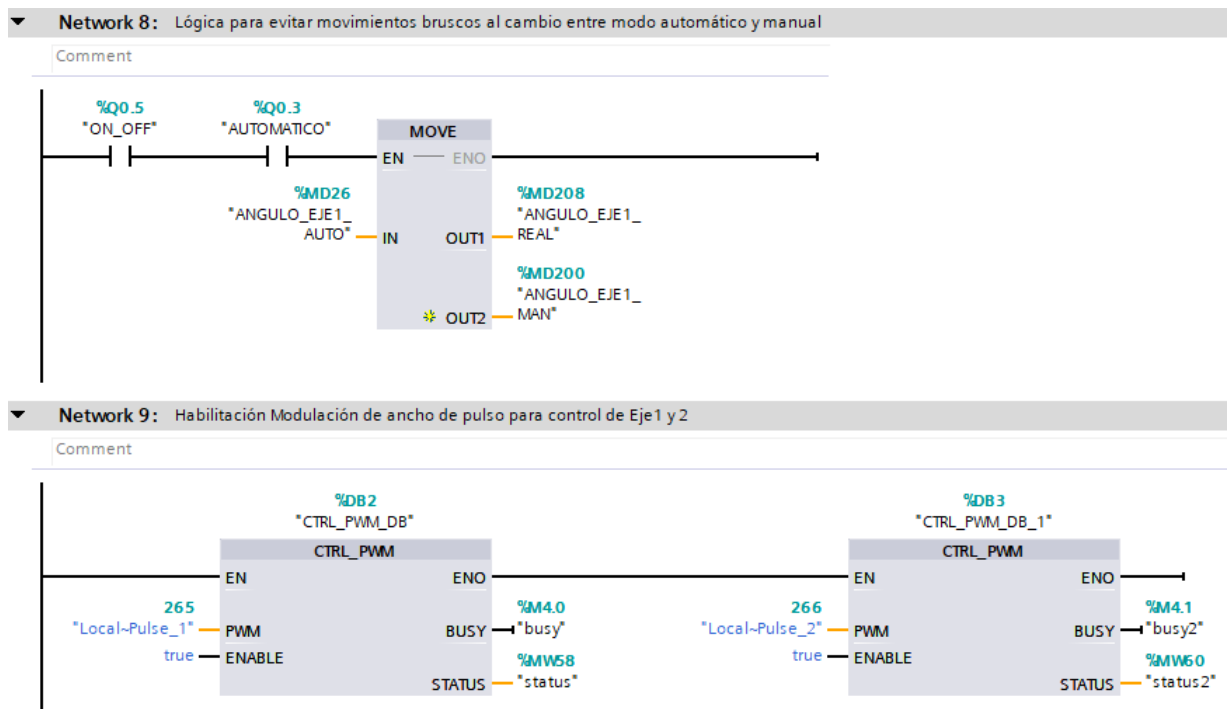 Network 8: Lógica para evitar movimientos bruscos al cambio entre modo automático y manual
Comment
%Q0.5
"ON_OFF"
%Q0.3
"AUTOMATICO"
MOVE
EN
ENO
%MD26
"ANGULO_EJE1_
AUTO"
IN
OUT1
%MD208
"ANGULO_EJE1_
REAL"
OUT2
%MD200
"ANGULO_EJE1_
MAN"
Network 9: Habilitación Modulación de ancho de pulso para control de Eje1 y 2
Comment
%DB2
"CTRL_PWM_DB"
CTRL_PWM
EN
ENO
265
"Local~Pulse_1"
PWM
true
ENABLE
BUSY
%M4.0
"busy"
STATUS
%MW58
"status"
%DB3
"CTRL_PWM_DB_1"
CTRL_PWM
EN
ENO
266
"Local~Pulse_2"
PWM
true
ENABLE
BUSY
%M4.1
"busy2"
STATUS
%MW60
"status2"